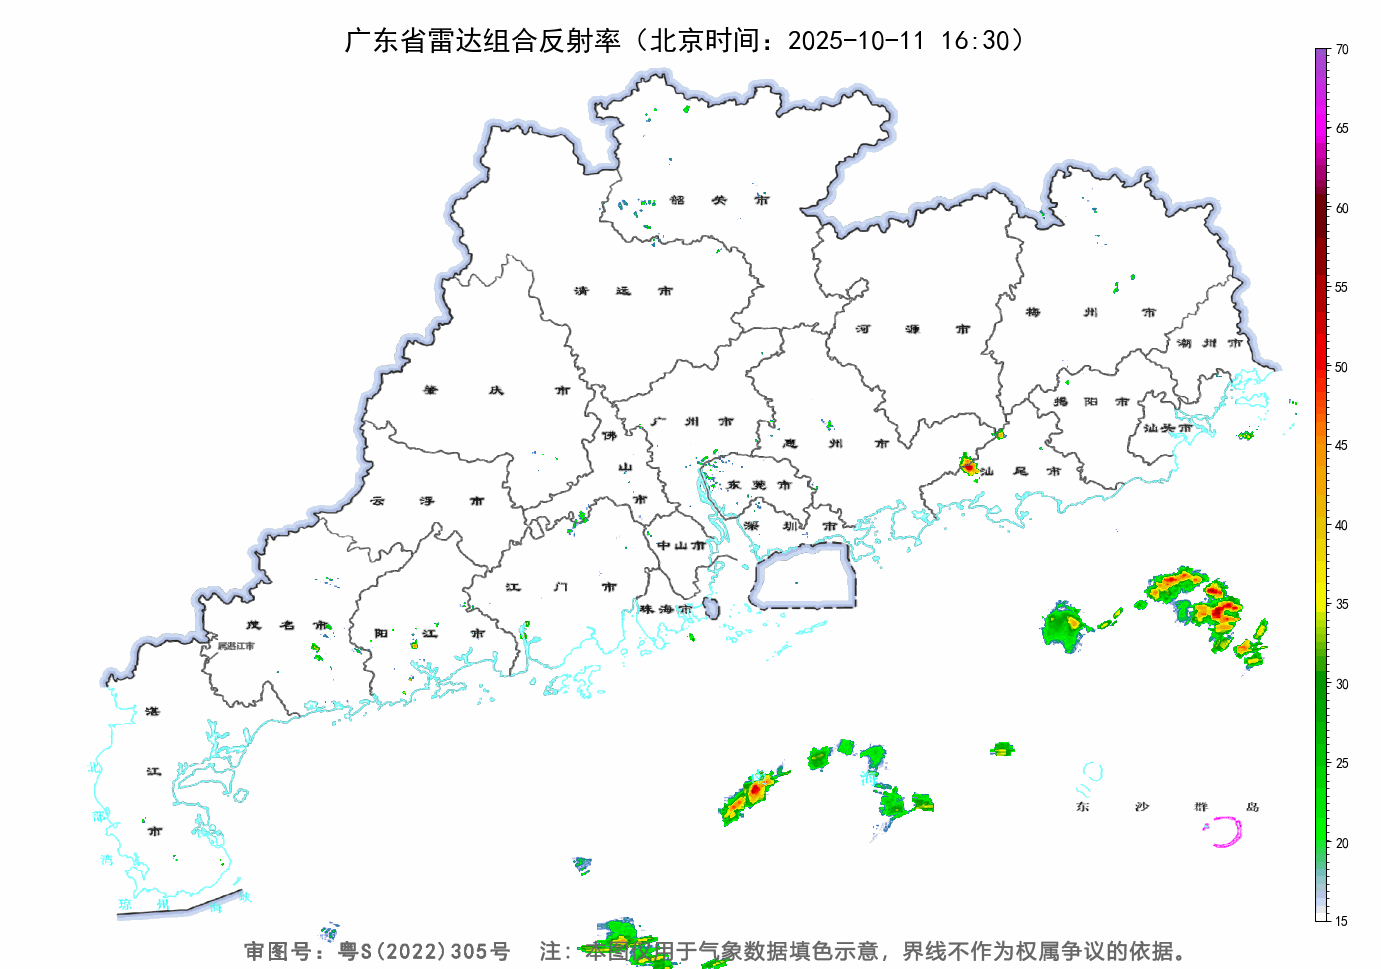 广东省雷达组合反射率（北京时间：2025-10-11 16:30）
70
65
60
55
50
45
40
35
30
25
20
15
韶关市
清远市
河源市
梅州市
潮州市
肇庆市
广州市
揭阳市
汕头市
佛山市
惠州市
汕尾市
云浮市
东莞市
深圳市
中山市
江门市
珠海市
茂名市
阳江市
属湛江市
湛江市
北部湾
琼州海峡
南
东沙群岛
审图号：粤S(2022)305号 注：本图仅用于气象数据填色示意，界线不作为权属争议的依据。